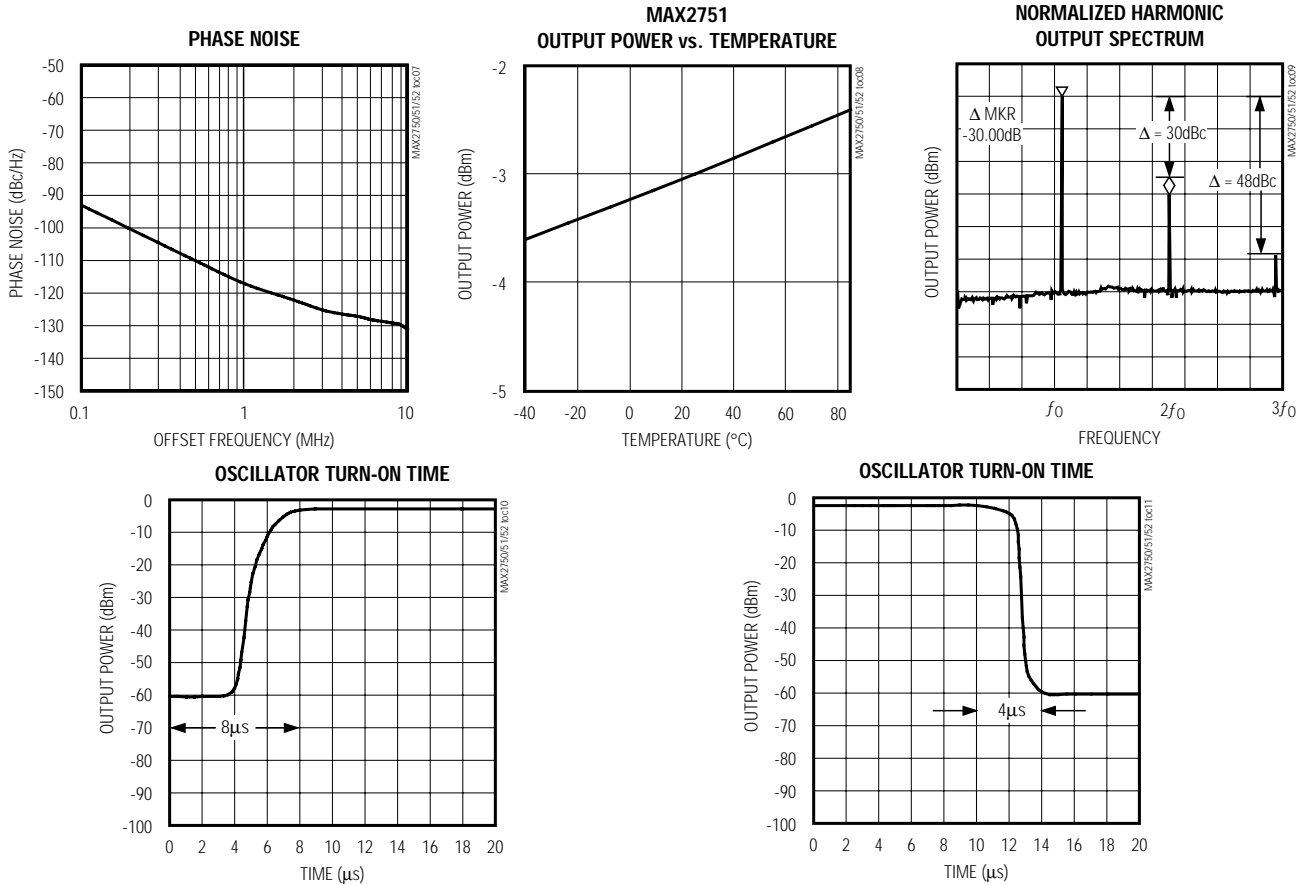 PHASE NOISE
-50
-60
-70
-80
-90
-100
-110
-120
-130
-140
-150
PHASE NOISE (dBc/Hz)
0.1
1
10
OFFSET FREQUENCY (MHz)
MAX2750/51/52 toc07
MAX2751
OUTPUT POWER vs. TEMPERATURE
-2
-3
-4
-5
OUTPUT POWER (dBm)
-40
-20
0
20
40
60
80
TEMPERATURE (°C)
MAX2750/51/52 toc08
NORMALIZED HARMONIC
OUTPUT SPECTRUM
OUTPUT POWER (dBm)
Δ MKR
-30.00dB
Δ = 30dBc
Δ = 48dBc
fO
2fO
3fO
FREQUENCY
MAX2750/51/52 toc09
OSCILLATOR TURN-ON TIME
0
-10
-20
-30
-40
-50
-60
-70
-80
-90
-100
OUTPUT POWER (dBm)
8μs
0
2
4
6
8
10
12
14
16
18
20
TIME (μs)
MAX2750/51/52 toc10
OSCILLATOR TURN-ON TIME
0
-10
-20
-30
-40
-50
-60
-70
-80
-90
-100
OUTPUT POWER (dBm)
4μs
0
2
4
6
8
10
12
14
16
18
20
TIME (μs)
MAX2750/51/52 toc11